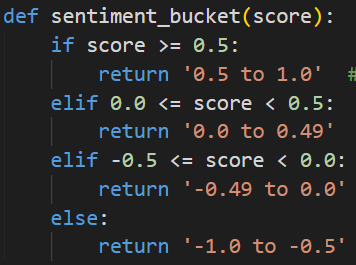 def sentiment_bucket(score):
    if score >= 0.5:
        return '0.5 to 1.0'  #
    elif 0.0 <= score < 0.5:
        return '0.0 to 0.49'
    elif -0.5 <= score < 0.0:
        return '-0.49 to 0.0'
    else:
        return '-1.0 to -0.5'